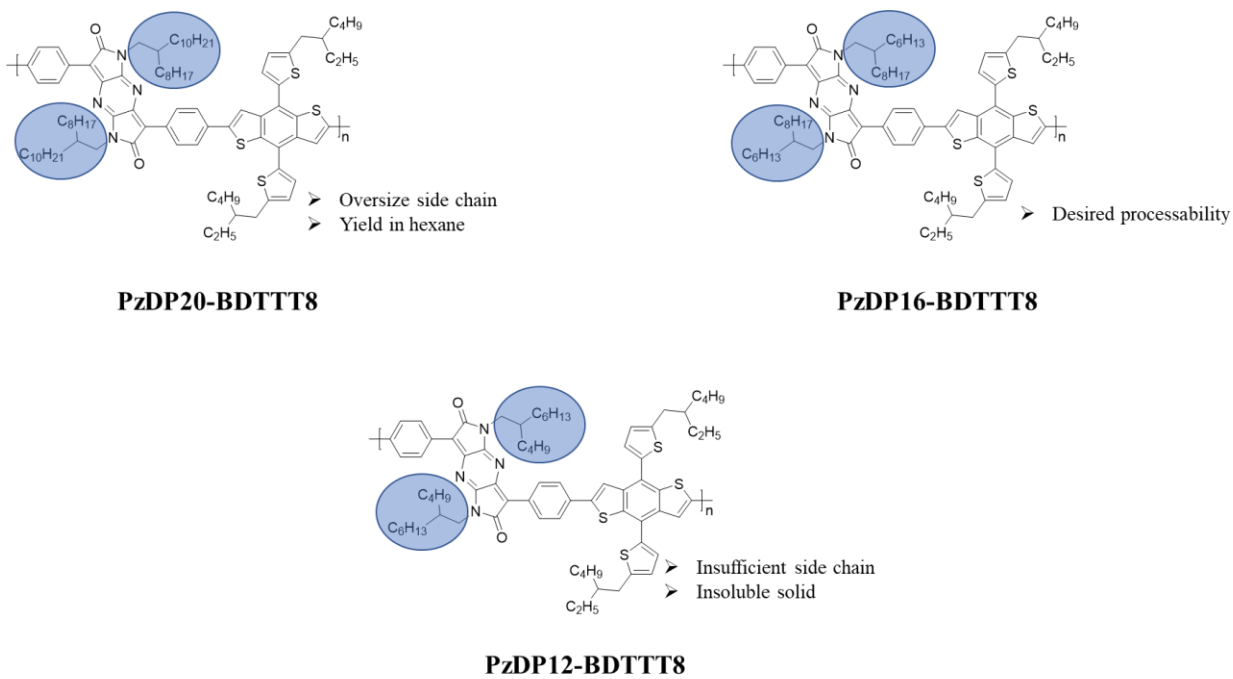 C₄H₉
C₂H₅
O
N
C₁₀H₂₁
C₈H₁₇
S
N
N
S
n
C₈H₁₇
C₁₀H₂₁
N
O
S
S
C₄H₉
C₂H₅
➢ Oversize side chain
➢ Yield in hexane
PzDP20-BDTTT8
C₄H₉
C₂H₅
O
N
C₆H₁₃
C₈H₁₇
S
N
N
S
n
C₈H₁₇
C₆H₁₃
N
O
S
S
C₄H₉
C₂H₅
➢ Desired processability
PzDP16-BDTTT8
C₄H₉
C₂H₅
O
N
C₆H₁₃
C₄H₉
S
N
N
S
n
C₄H₉
C₆H₁₃
N
O
S
S
C₄H₉
C₂H₅
➢ Insufficient side chain
➢ Insoluble solid
PzDP12-BDTTT8